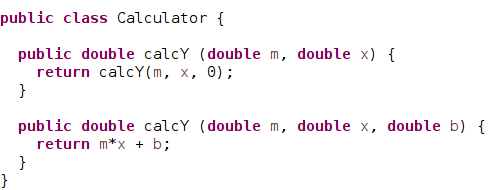 public class Calculator {
public double calcY (double m, double x) {
return calcY(m, x, 0);
}
public double calcY (double m, double x, double b) {
return m*x + b;
}
}